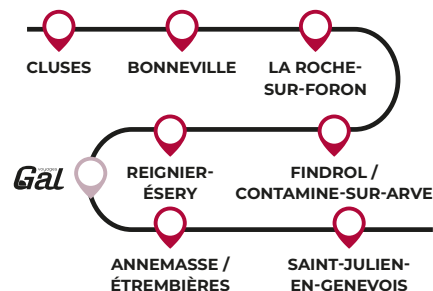 CLUSES
BONNEVILLE
LA ROCHE-
SUR-FORON
Gal
REIGNIER-
ÉSERY
FINDROL /
CONTAMINE-SUR-ARVE
ANNEMASSE /
ÉTREMBIÈRES
SAINT-JULIEN-
EN-GENEVOIS